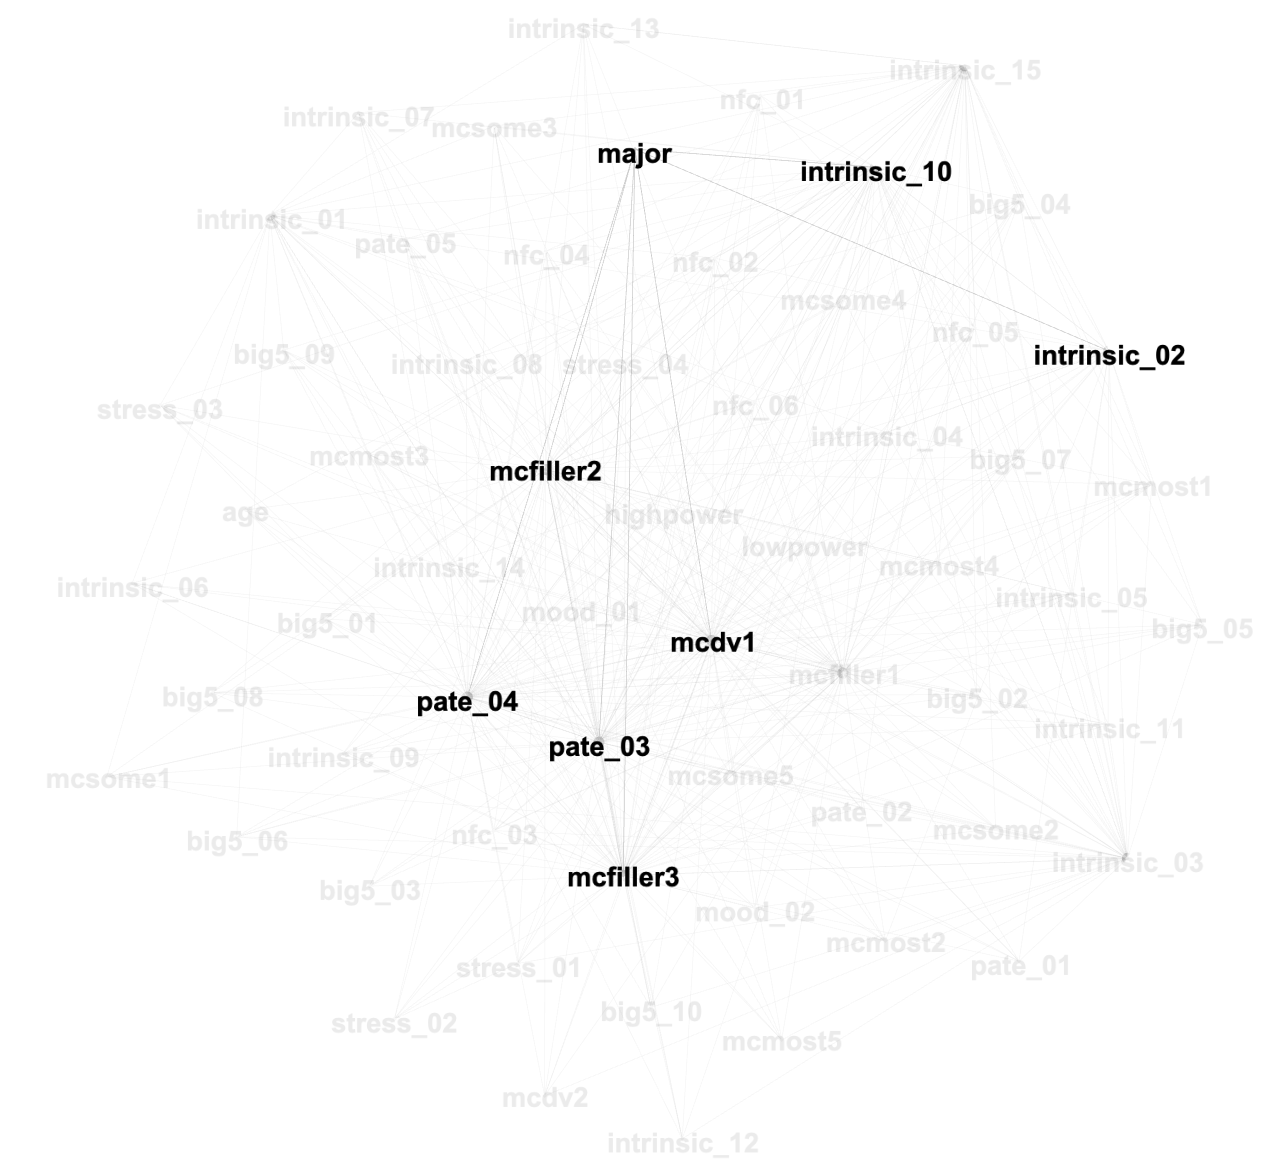 intrinsic_13
intrinsic_15
nfc_01
intrinsic_07
mcsome3
major
intrinsic_10
big5_04
intrinsic_01
pate_05
nfc_04
nfc_02
mcsome4
nfc_05
big5_09
intrinsic_08
stress_04
intrinsic_02
stress_03
nfc_06
intrinsic_04
mcmost3
big5_07
mcfiller2
mcmost1
age
highpower
lowpower
intrinsic_14
mcmost4
intrinsic_06
intrinsic_05
big5_01
mood_01
big5_05
mcdv1
mcfiller1
big5_08
pate_04
big5_02
intrinsic_11
pate_03
intrinsic_09
mcsome1
mcsome5
pate_02
big5_06
nfc_03
mcsome2
intrinsic_03
mcfiller3
big5_03
mood_02
mcmost2
stress_01
pate_01
big5_10
stress_02
mcmost5
mcdv2
intrinsic_12